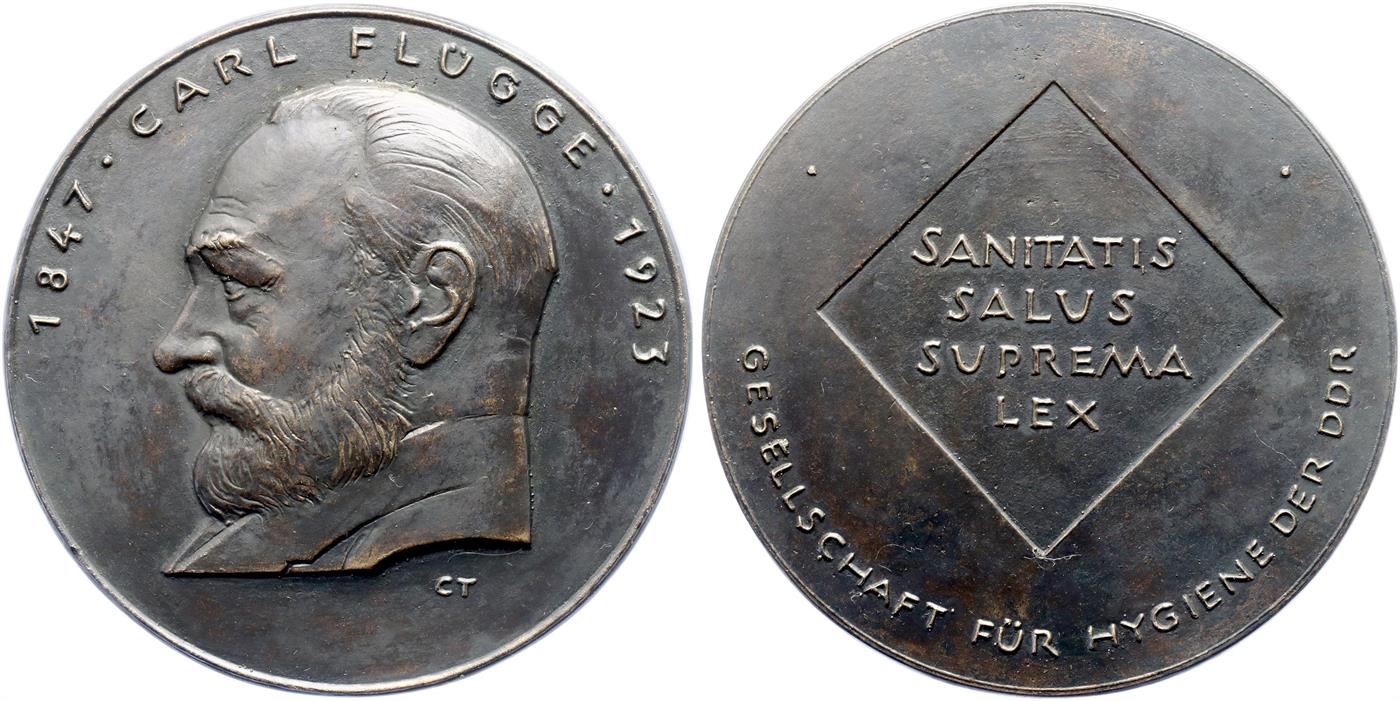 1847 · CARL FLÜGGE · 1923
CT
SANITATIS
SALUS
SUPREMA
LEX
GESELLSCHAFT FÜR HYGIENE DER DDR